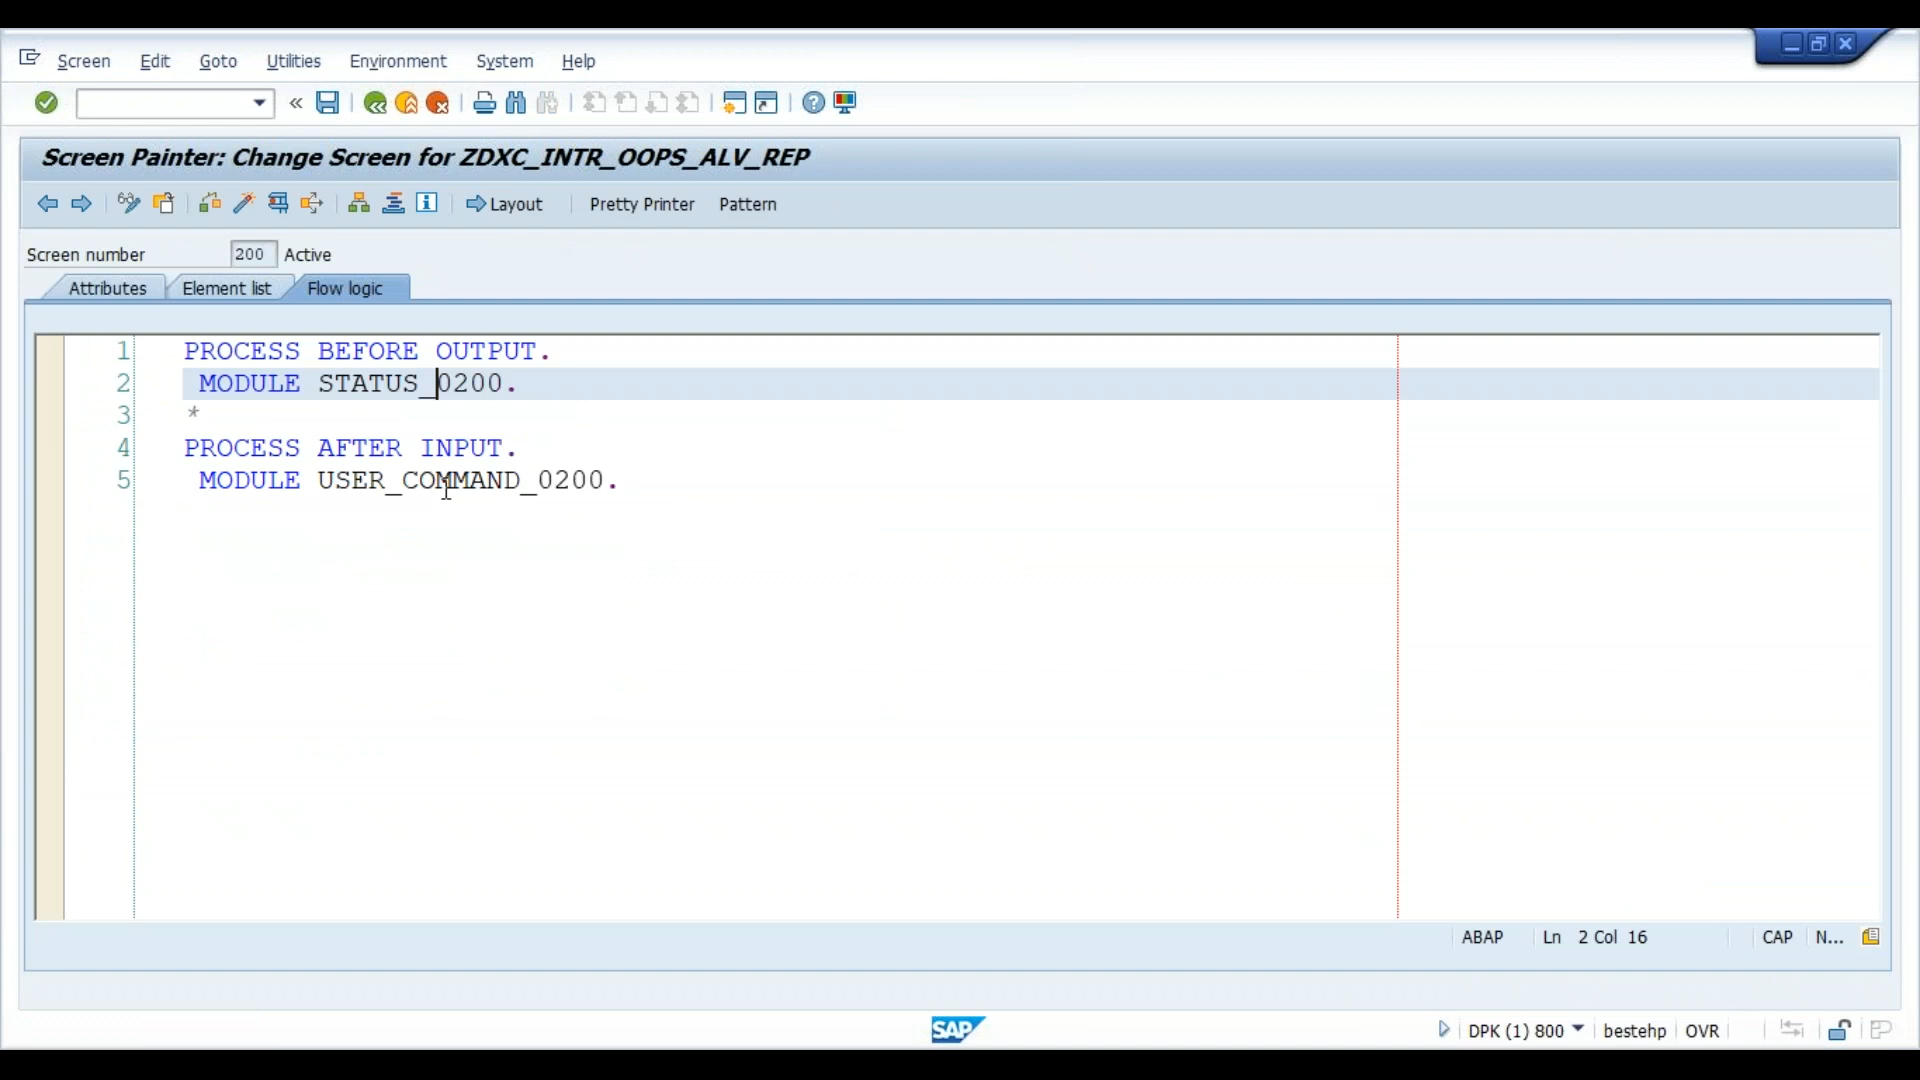 Screen Edit Goto Utilities Environment System Help
Screen Painter: Change Screen for ZDXC_INTR_OOPS_ALV_REP
Layout Pretty Printer Pattern
Screen number 200 Active
Attributes Element list Flow logic
1 PROCESS BEFORE OUTPUT.
2 MODULE STATUS_0200.
3 *
4 PROCESS AFTER INPUT.
5 MODULE USER_COMMAND_0200.
ABAP Ln 2 Col 16 CAP N...
SAP DPK (1) 800 bestehp OVR